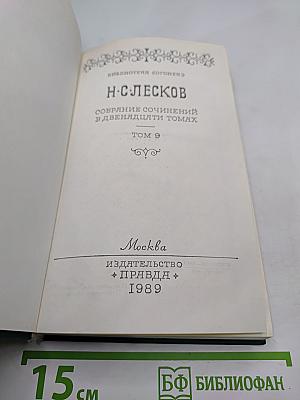 БИБЛИОТЕКА «ОГОНЕК»
Н·С·ЛЕСКОВ
СОБРАНИЕ СОЧИНЕНИЙ
В ДВЕНАДЦАТИ ТОМАХ
ТОМ 9
Москва
ИЗДАТЕЛЬСТВО
«ПРАВДА»
1989
15 см
БФ БИБЛИОФАН